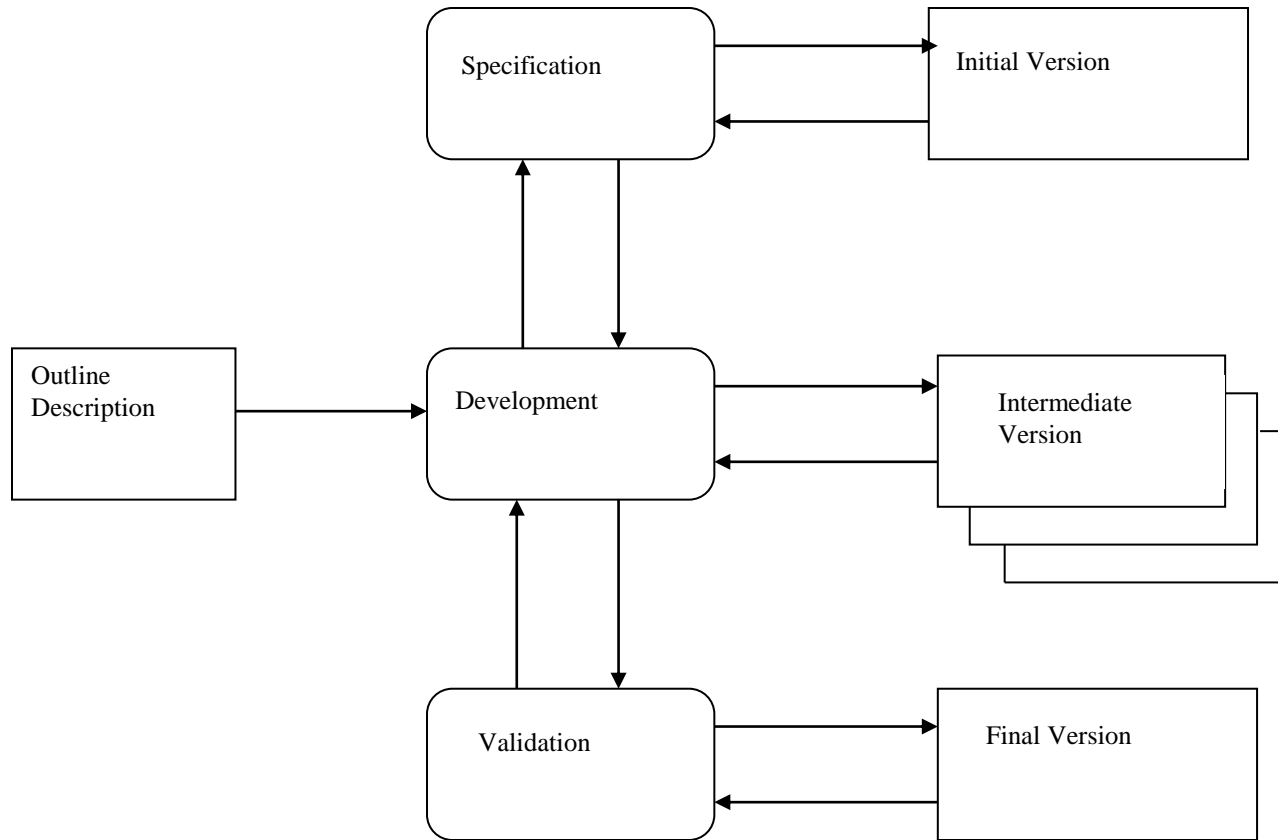 Specification
Initial Version
Outline
Description
Development
Intermediate
Version
Validation
Final Version